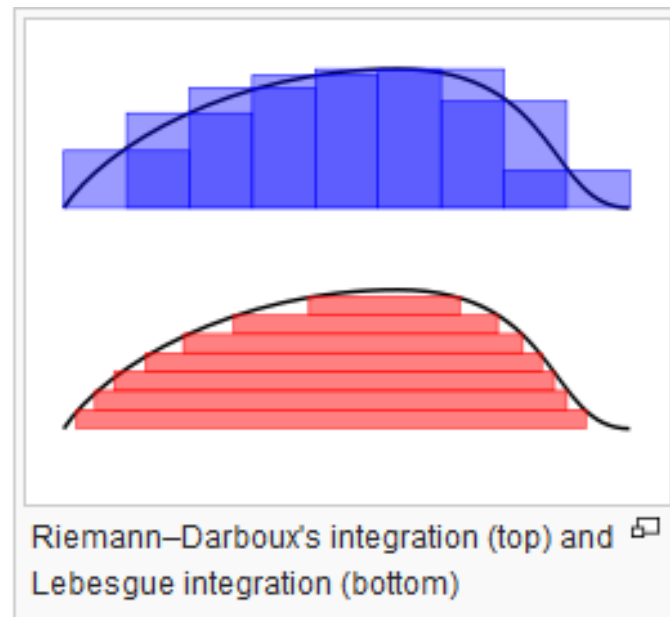 Riemann–Darboux's integration (top) and
Lebesgue integration (bottom)